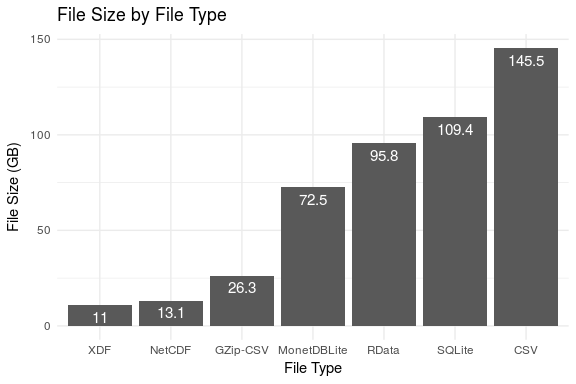 File Size by File Type
File Size (GB)
150
100
50
0
11
13.1
26.3
72.5
95.8
109.4
145.5
XDF
NetCDF
GZip-CSV
MonetDBLite
RData
SQLite
CSV
File Type